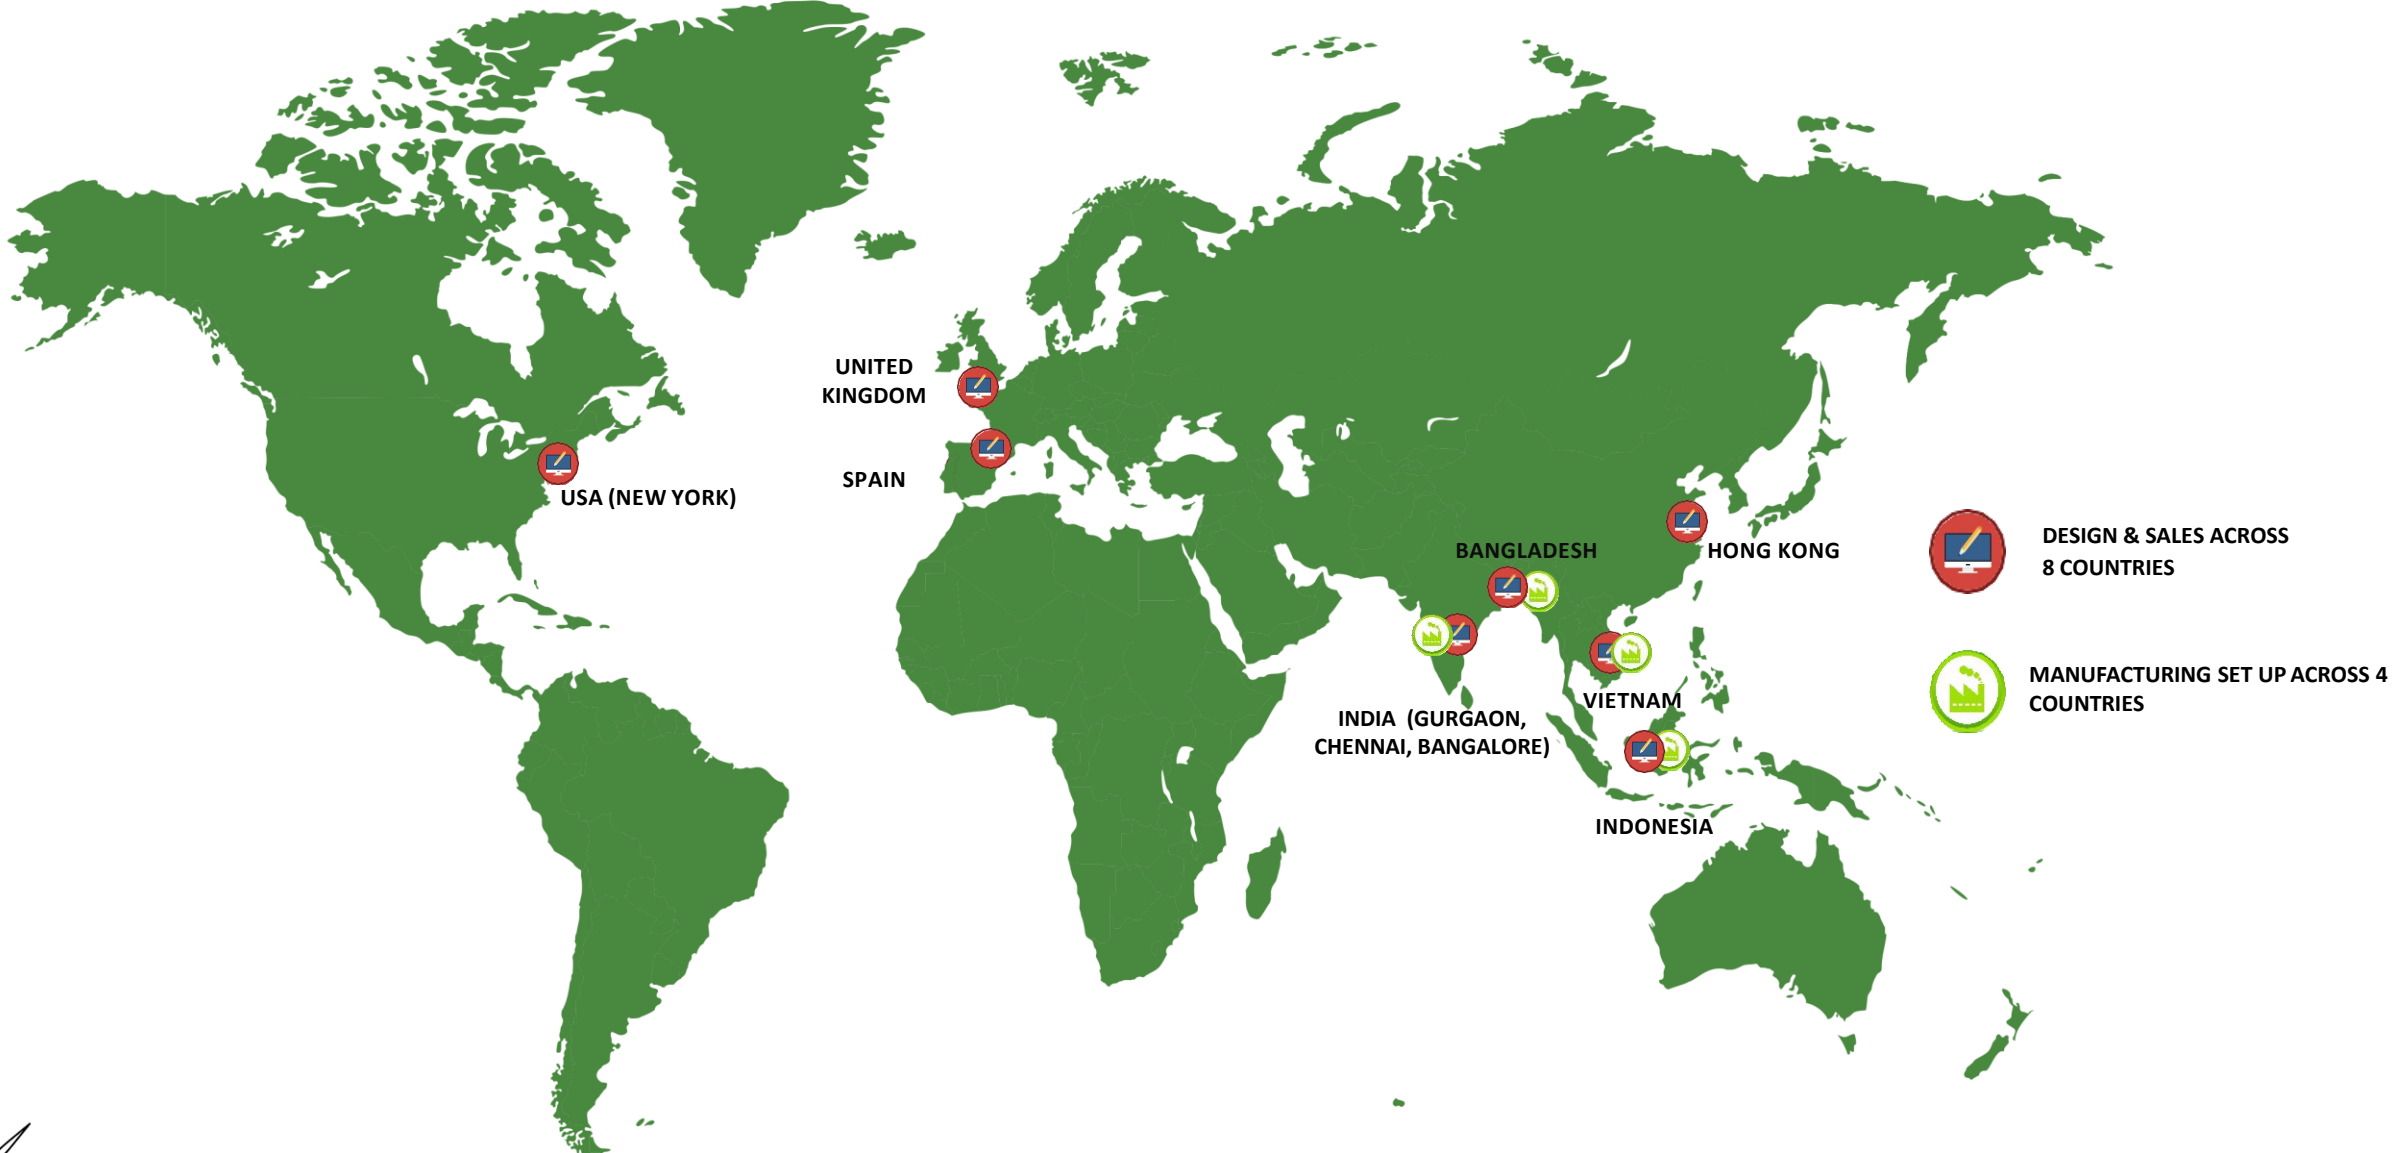 UNITED
KINGDOM
SPAIN
USA (NEW YORK)
BANGLADESH
HONG KONG
VIETNAM
INDIA (GURGAON,
CHENNAI, BANGALORE)
INDONESIA
DESIGN & SALES ACROSS
8 COUNTRIES
MANUFACTURING SET UP ACROSS 4
COUNTRIES